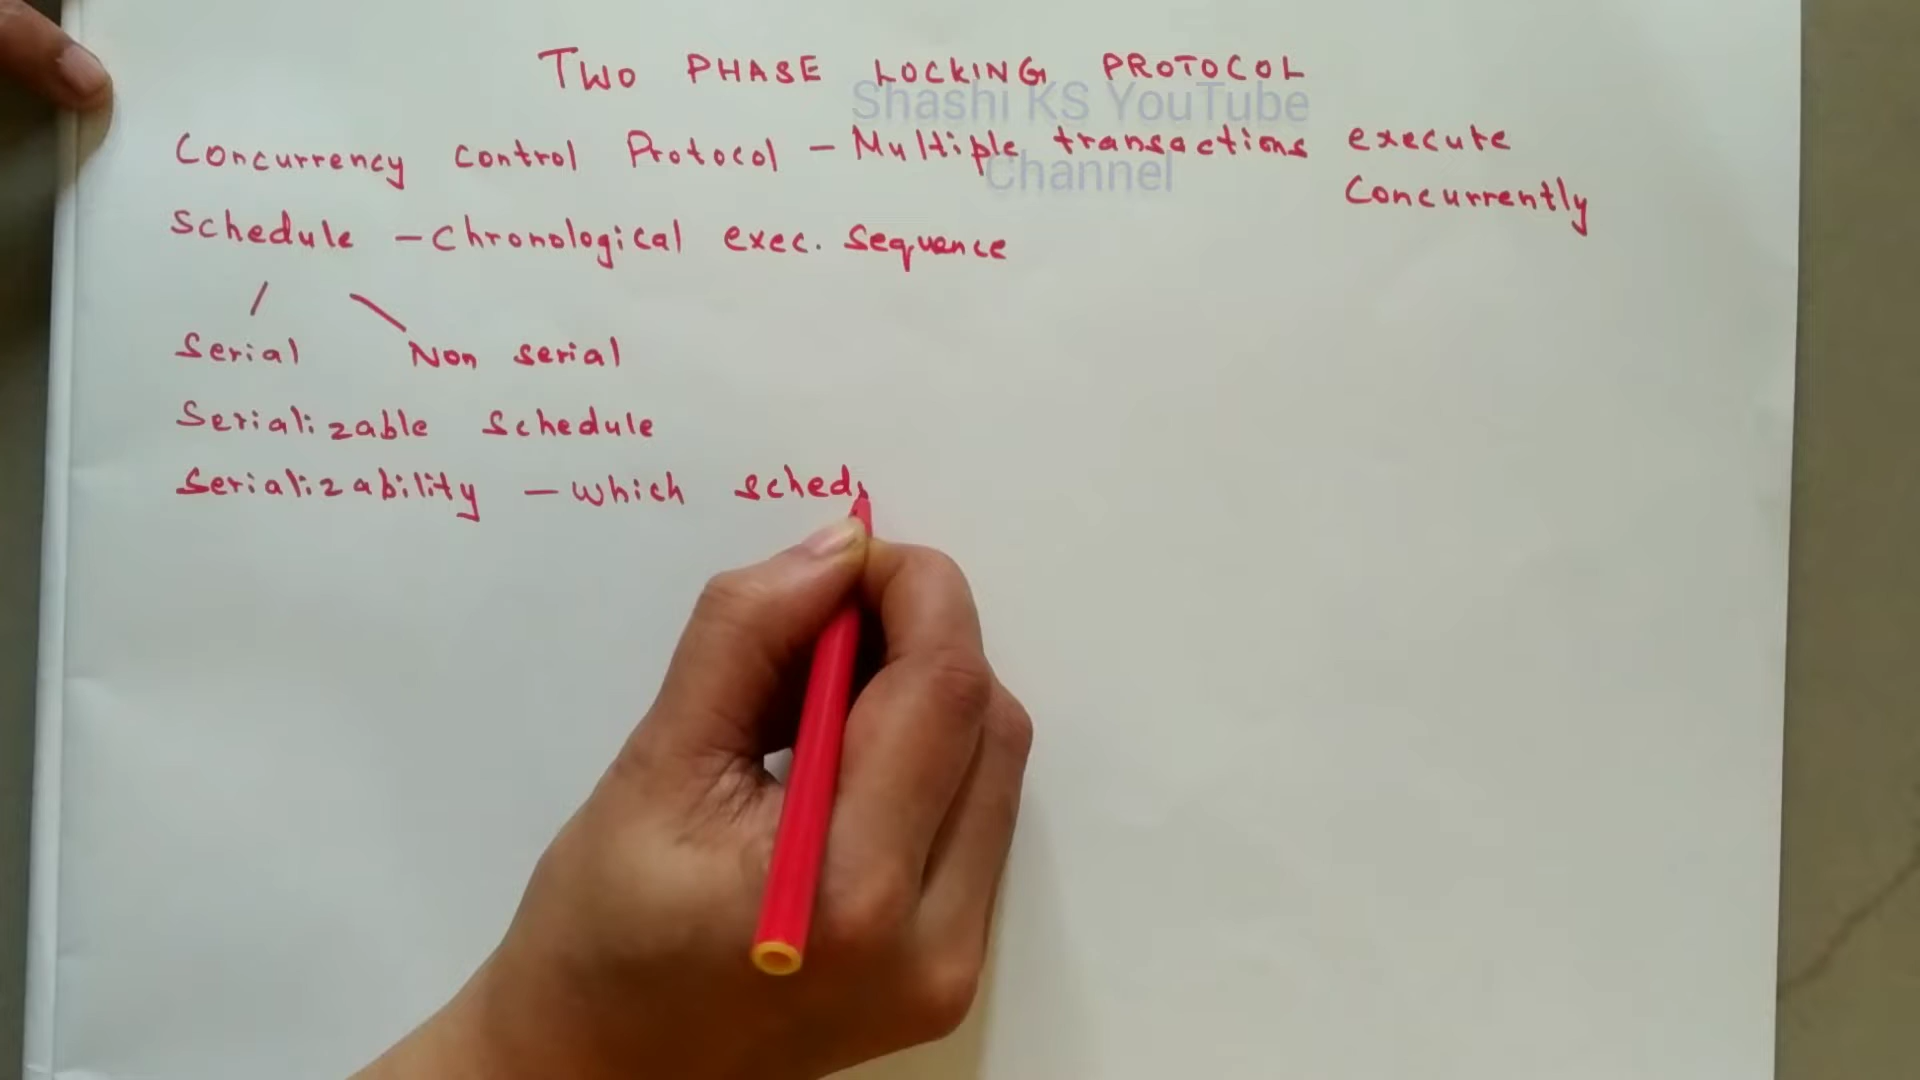 TWO PHASE LOCKING PROTOCOL
Shashi KS YouTube
Channel
Concurrency control Protocol - Multiple transactions execute
Concurrently
Schedule - Chronological exec. sequence
Serial Non serial
Serializable Schedule
Serializability - which sched